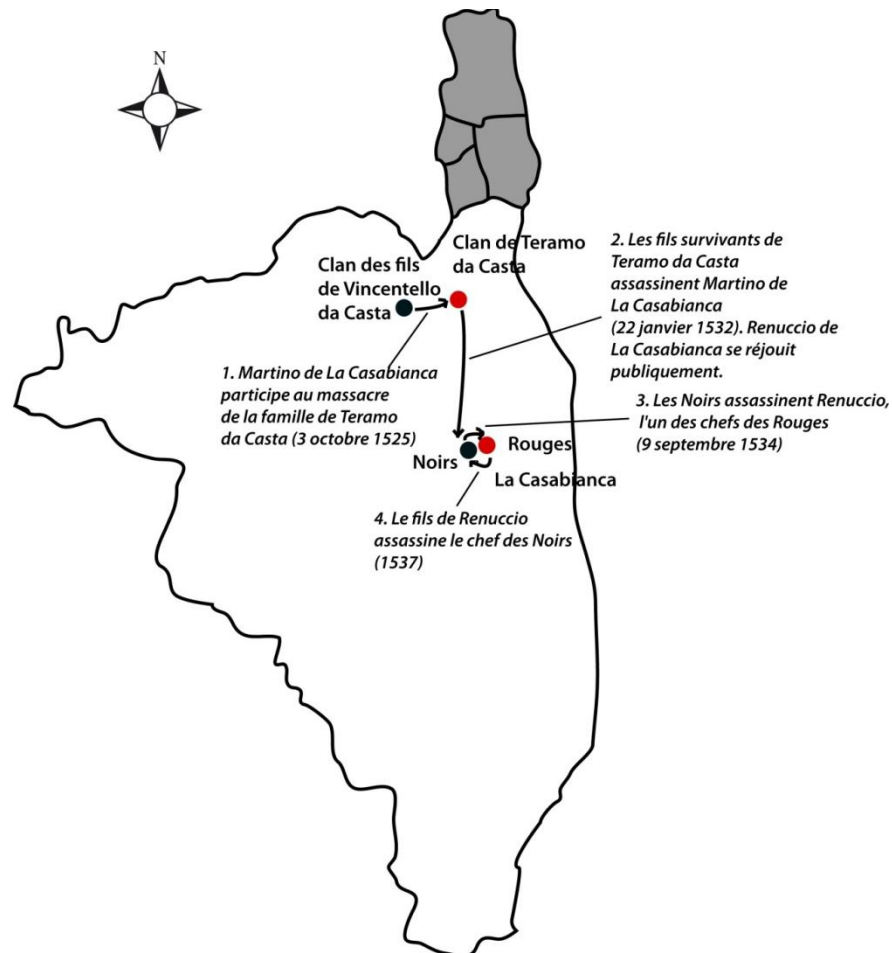 N
Clan de Teramo
da Casta
Clan des fils
de Vincentello
da Casta
2. Les fils survivants de
Teramo da Casta
assassinent Martino de
La Casabianca
(22 janvier 1532). Renuccio de
La Casabianca se réjouit
publiquement.
1. Martino de La Casabianca
participe au massacre
de la famille de Teramo
da Casta (3 octobre 1525)
3. Les Noirs assassinent Renuccio,
l'un des chefs des Rouges
(9 septembre 1534)
Noirs
Rouges
La Casabianca
4. Le fils de Renuccio
assassine le chef des Noirs
(1537)